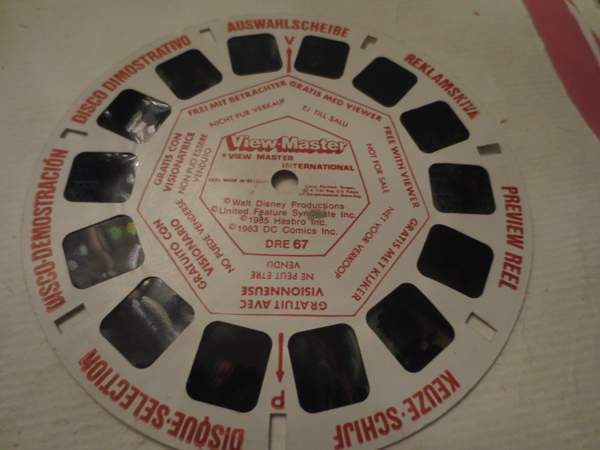 AUSWAHLSCHEIBE
REKLAMSKIVA
PREVIEW REEL
KEUZE-SCHIJF
DISQUE-SELECTION
DISCO-DEMOSTRACIÓN
DISCO DIMOSTRATIVO
V
P
FREI MIT BETRACHTER
NICHT FUR VERKAUF
GRATIS MED VIEWER
EJ TILL SALU
FREE WITH VIEWER
NOT FOR SALE
GRATIS MET KIJKER
NIET VOOR VERKOOP
GRATUIT AVEC
VISIONNEUSE
NE PEUT ETRE
VENDU
GRATUITO CON
VISIONARIO
NO PUEDE VENDERSE
GRATIS CON
VISIONATRICE
NON PUO ESSERE
VENDUTO
View-Master
VIEW MASTER
INTERNATIONAL
©Walt Disney Productions
©United Feature Syndicate Inc.
©1985 Hasbro Inc.
©1983 DC Comics Inc.
DRE 67